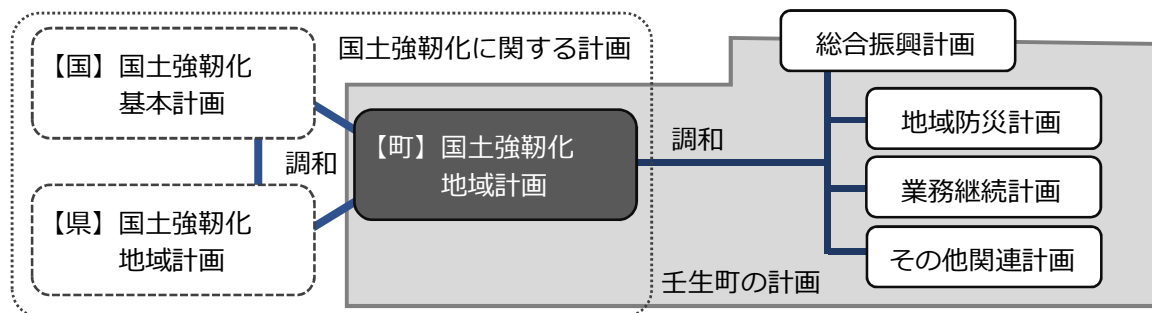 国土強靭化に関する計画
【国】国土強靭化
基本計画
調和
【県】国土強靭化
地域計画
【町】国土強靭化
地域計画
調和
総合振興計画
地域防災計画
業務継続計画
その他関連計画
壬生町の計画